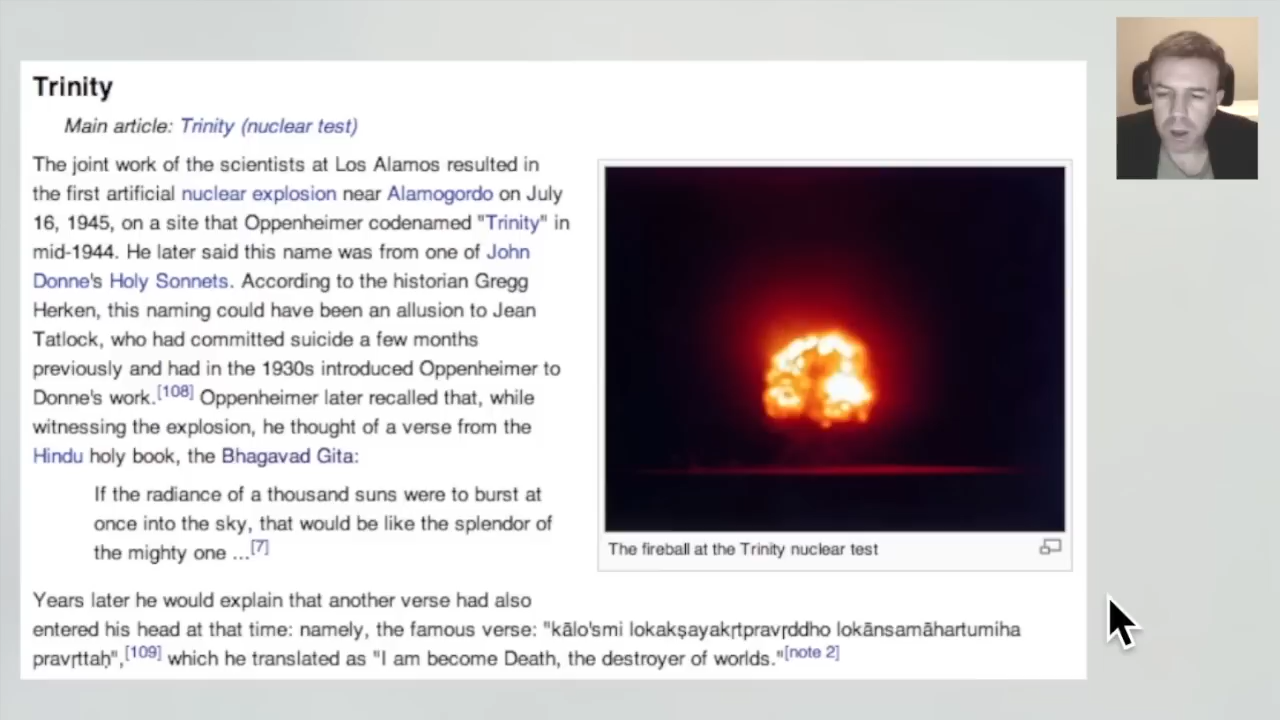 Trinity
Main article: Trinity (nuclear test)
The joint work of the scientists at Los Alamos resulted in
the first artificial nuclear explosion near Alamogordo on July
16, 1945, on a site that Oppenheimer codenamed "Trinity" in
mid-1944. He later said this name was from one of John
Donne's Holy Sonnets. According to the historian Gregg
Herken, this naming could have been an allusion to Jean
Tatlock, who had committed suicide a few months
previously and had in the 1930s introduced Oppenheimer to
Donne's work.[108] Oppenheimer later recalled that, while
witnessing the explosion, he thought of a verse from the
Hindu holy book, the Bhagavad Gita:
If the radiance of a thousand suns were to burst at
once into the sky, that would be like the splendor of
the mighty one ...[7]
The fireball at the Trinity nuclear test
Years later he would explain that another verse had also
entered his head at that time: namely, the famous verse: "kālo'smi lokakṣayakṛtpravṛddho lokānsamāhartumiha
pravṛttaḥ",[109] which he translated as "I am become Death, the destroyer of worlds."[note 2]